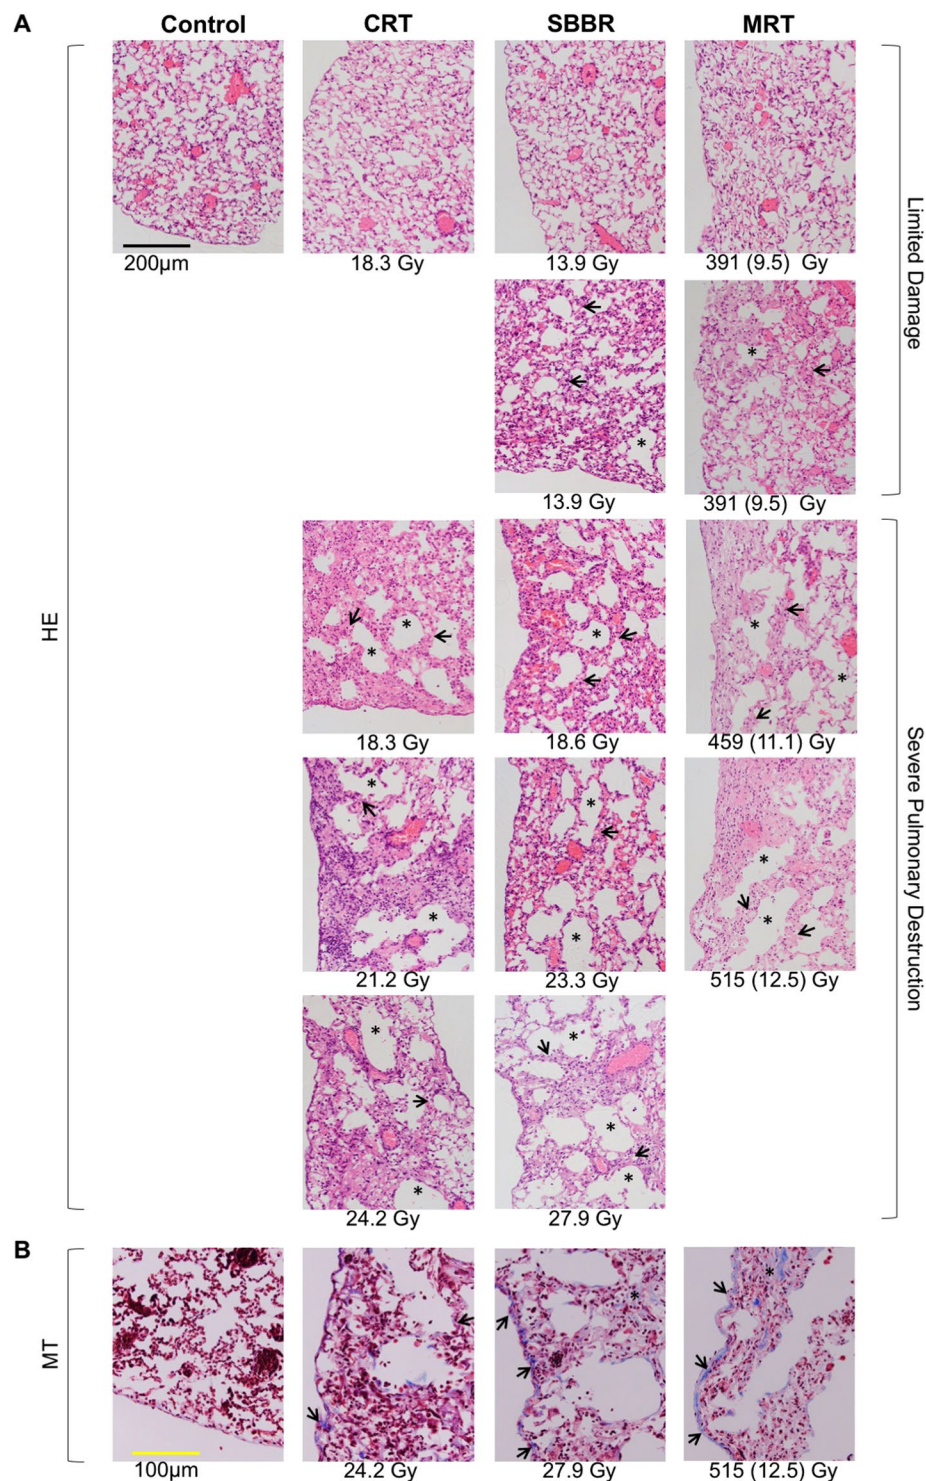 A
Control CRT SBBR MRT
200µm
18.3 Gy 13.9 Gy 391 (9.5) Gy
Limited Damage
* *
13.9 Gy 391 (9.5) Gy
HE
* * * * *
18.3 Gy 18.6 Gy 459 (11.1) Gy
Severe Pulmonary Destruction
* * * * * *
21.2 Gy 23.3 Gy 515 (12.5) Gy
* * * * *
24.2 Gy 27.9 Gy
B
MT
* *
100µm
24.2 Gy 27.9 Gy 515 (12.5) Gy